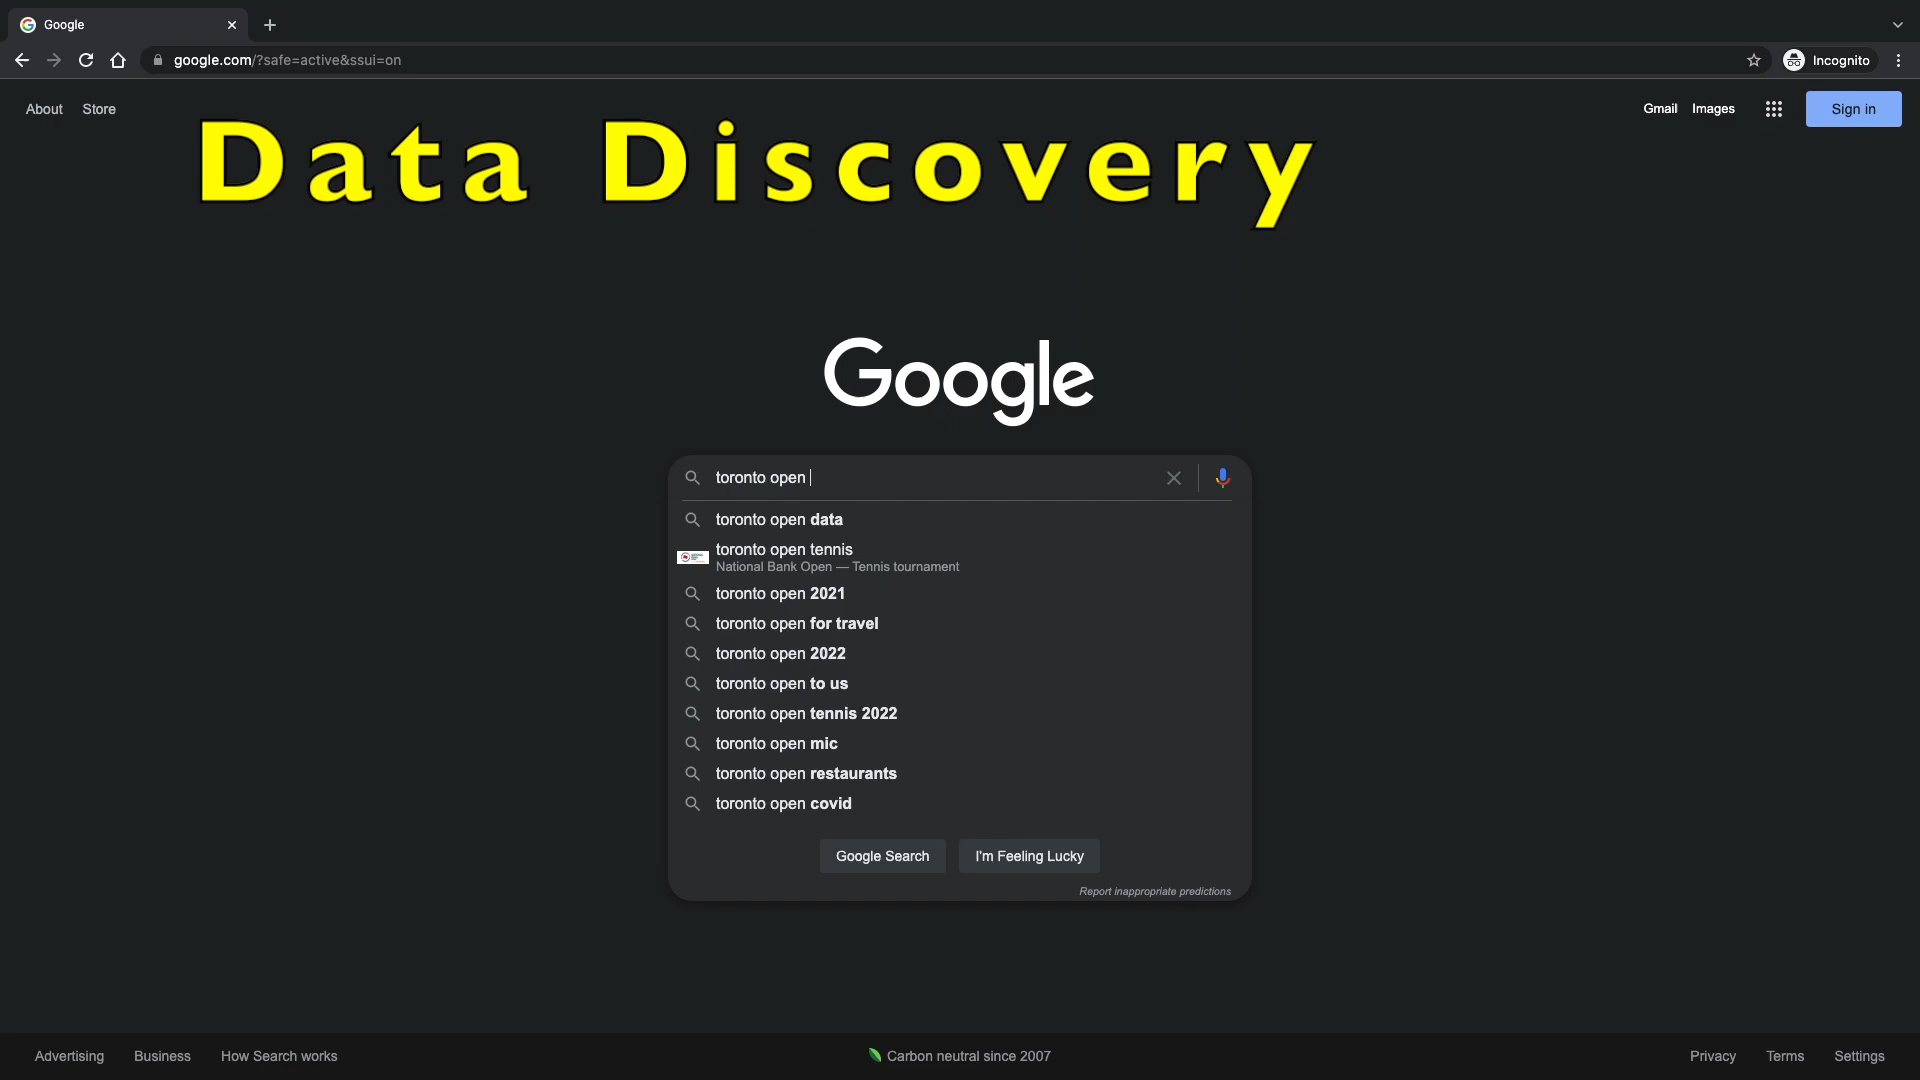 Google
google.com/?safe=active&ssui=on
Incognito
About Store
Gmail Images
Sign in
Data Discovery
Google
toronto open
toronto open data
toronto open tennis
National Bank Open — Tennis tournament
toronto open 2021
toronto open for travel
toronto open 2022
toronto open to us
toronto open tennis 2022
toronto open mic
toronto open restaurants
toronto open covid
Google Search I'm Feeling Lucky
Report inappropriate predictions
Advertising Business How Search works
Carbon neutral since 2007
Privacy Terms Settings